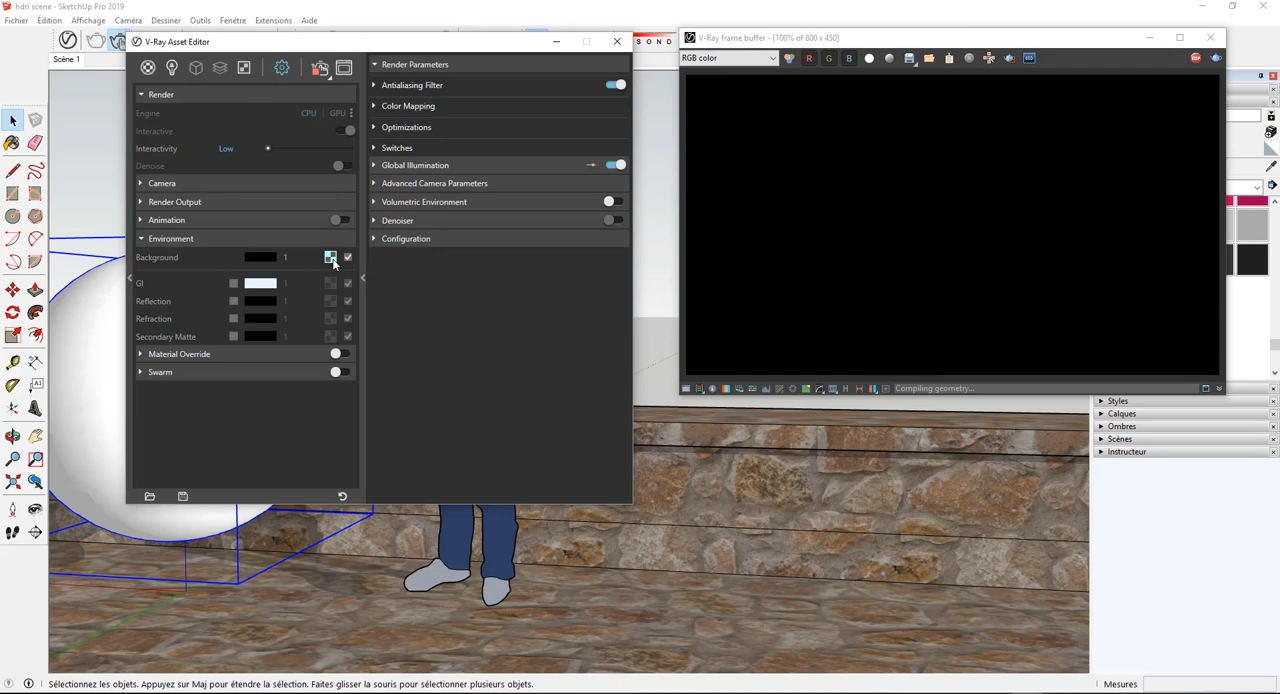 hdri scene - SketchUp Pro 2019
Fichier Édition Affichage Caméra Dessiner Outils Fenêtre Extensions Aide
S O N D
Scène 1
V-Ray Asset Editor
Render
Engine CPU GPU
Interactive
Interactivity Low
Denoise
Camera
Render Output
Animation
Environment
Background 1
GI 1
Reflection 1
Refraction 1
Secondary Matte 1
Material Override
Swarm
Render Parameters
Antialiasing Filter
Color Mapping
Optimizations
Switches
Global Illumination
Advanced Camera Parameters
Volumetric Environment
Denoiser
Configuration
V-Ray frame buffer - [100% of 800 x 450]
RGB color R G B STOP
H Compiling geometry...
Styles
Calques
Ombres
Scènes
Instructeur
Sélectionnez les objets. Appuyez sur Maj pour étendre la sélection. Faites glisser la souris pour sélectionner plusieurs objets. Mesures